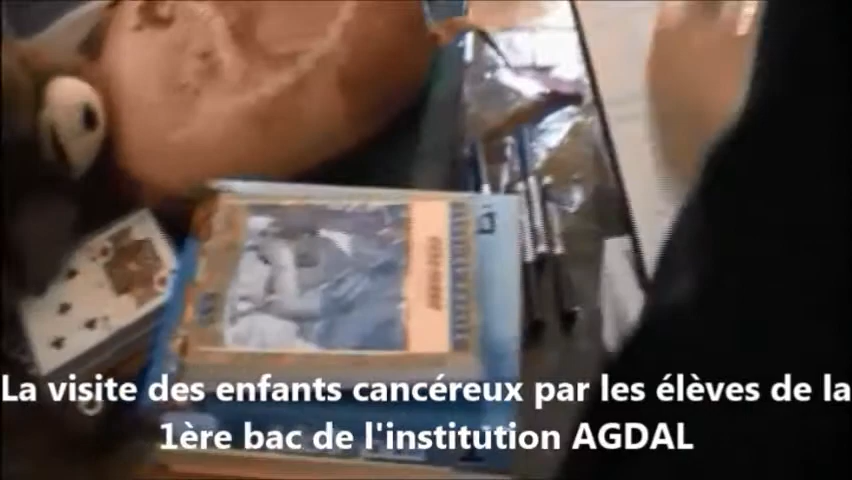 La visite des enfants cancéreux par les élèves de la
1ère bac de l'institution AGDAL